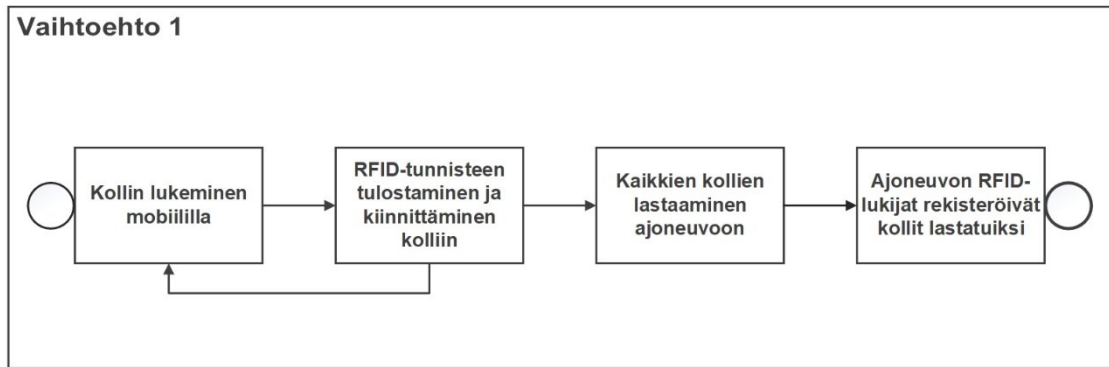 Vaihtoehto 1
Kollin lukeminen
mobiililla
RFID-tunnisteen
tulostaminen ja
kiinnittäminen
kolliin
Kaikkien kollien
lastaaminen
ajoneuvoon
Ajoneuvon RFID-
lukijat rekisteröivät
kollit lastatuiksi